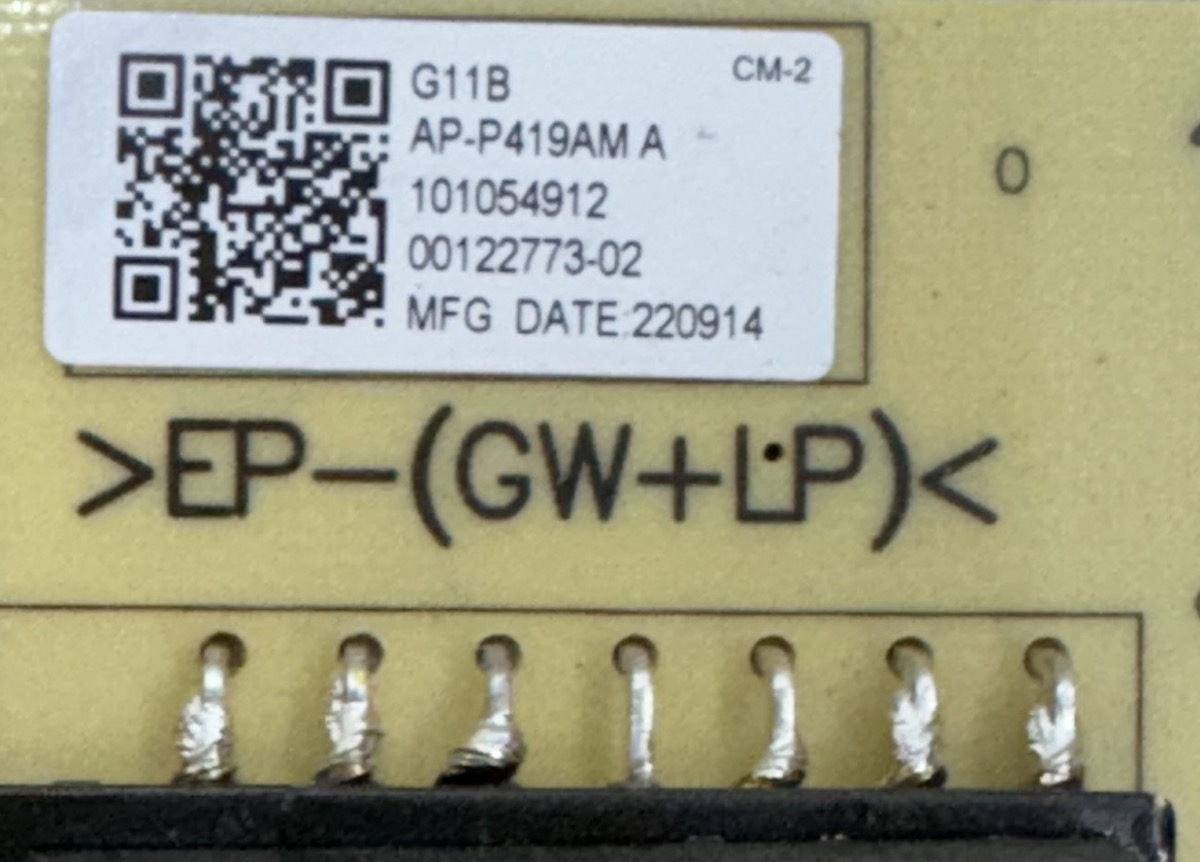 G11B
CM-2
AP-P419AM A
101054912
00122773-02
MFG DATE:220914
0
>EP-(GW+LP)<